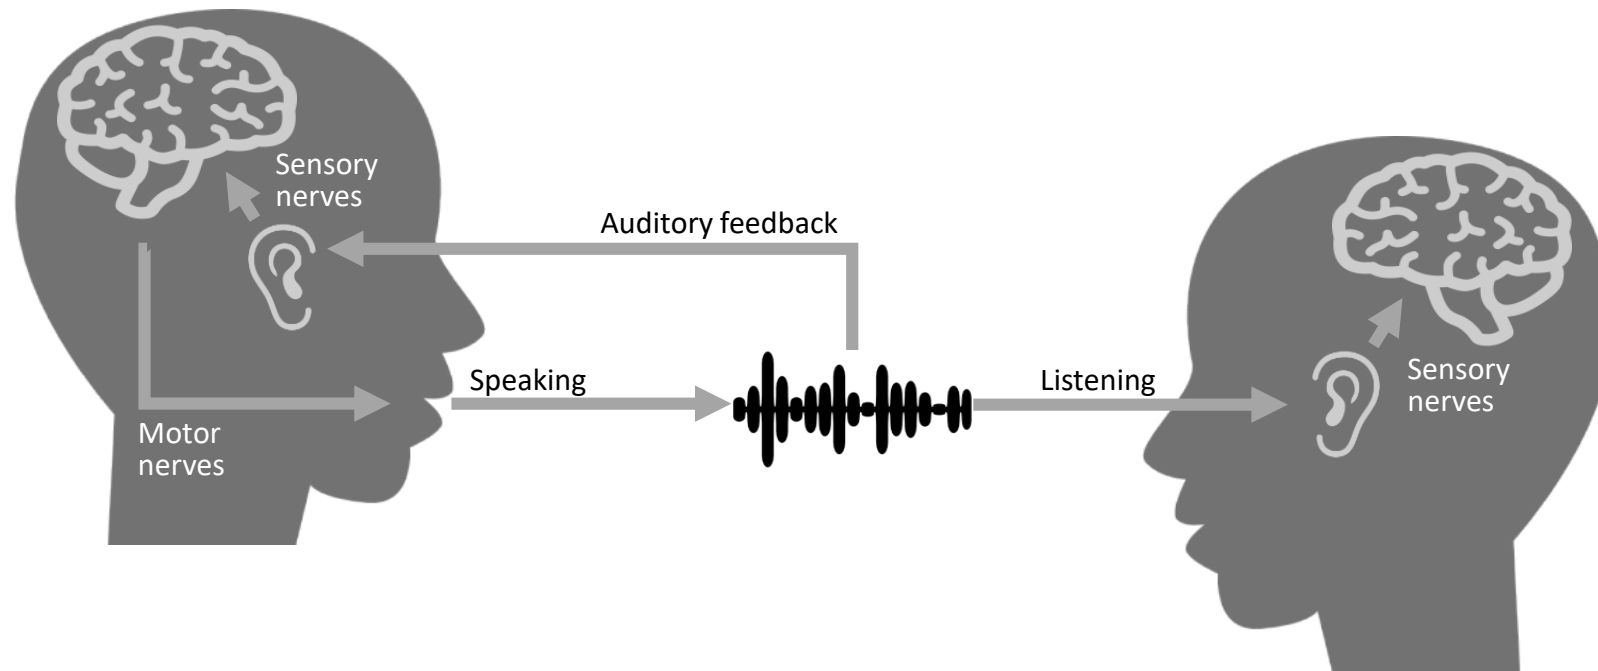 Sensory
nerves
Auditory feedback
Speaking
Listening
Sensory
nerves
Motor
nerves